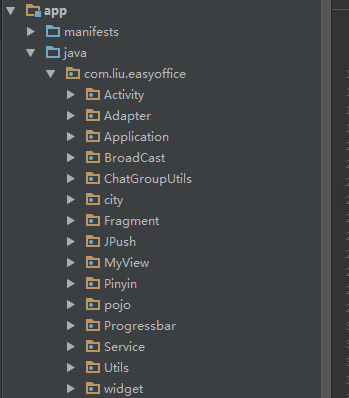 app
manifests
java
com.liu.easyoffice
Activity
Adapter
Application
BroadCast
ChatGroupUtils
city
Fragment
JPush
MyView
Pinyin
pojo
Progressbar
Service
Utils
widget